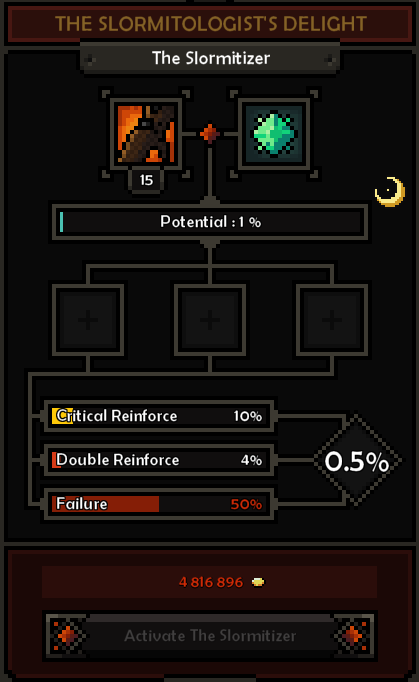 THE SLORMITOLOGIST'S DELIGHT
The Slormitizer
15
Potential : 1 %
Critical Reinforce 10%
Double Reinforce 4%
0.5%
Failure 50%
4 816 896
Activate The Slormitizer